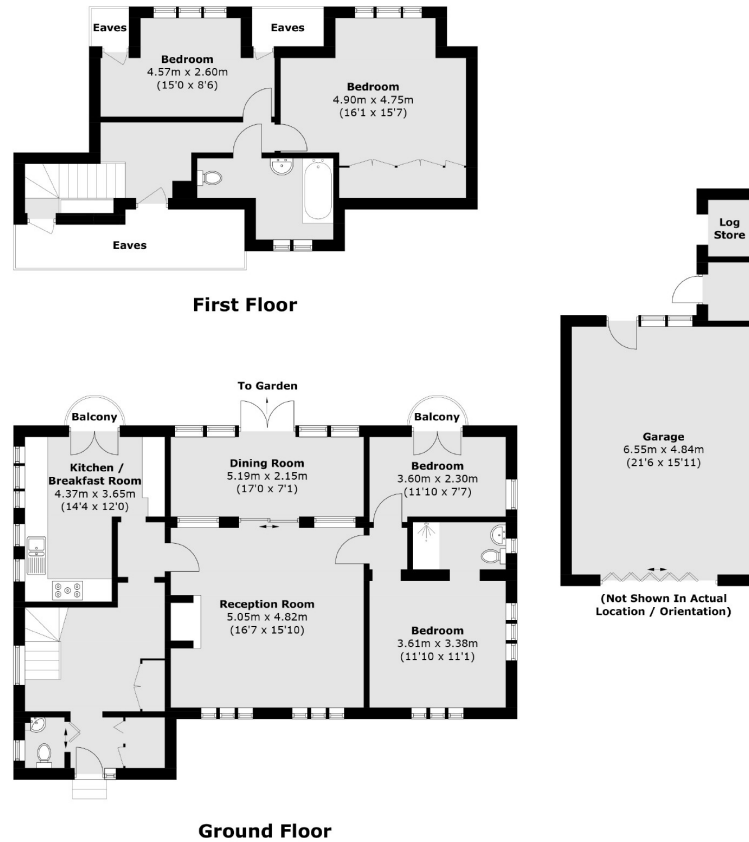 Eaves
Eaves
Bedroom
4.57m x 2.60m
(15'0 x 8'6)
Bedroom
4.90m x 4.75m
(16'1 x 15'7)
Eaves
First Floor
Log
Store
To Garden
Balcony
Balcony
Kitchen /
Breakfast Room
4.37m x 3.65m
(14'4 x 12'0)
Dining Room
5.19m x 2.15m
(17'0 x 7'1)
Bedroom
3.60m x 2.30m
(11'10 x 7'7)
Garage
6.55m x 4.84m
(21'6 x 15'11)
Reception Room
5.05m x 4.82m
(16'7 x 15'10)
Bedroom
3.61m x 3.38m
(11'10 x 11'1)
(Not Shown In Actual
Location / Orientation)
Ground Floor